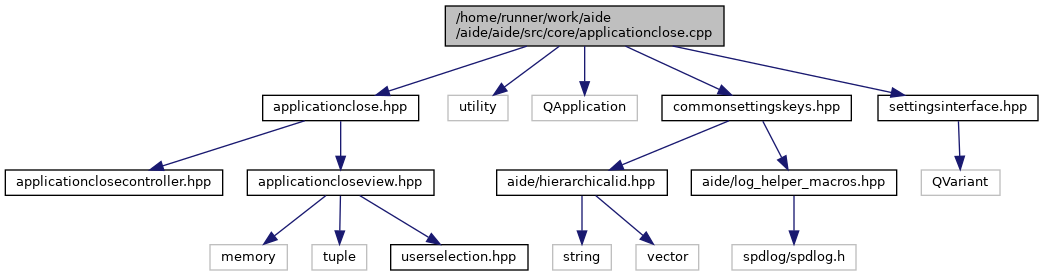 /home/runner/work/aide
/aide/aide/src/core/applicationclose.cpp
applicationclose.hpp
utility
QApplication
commonsettingskeys.hpp
settingsinterface.hpp
applicationclosecontroller.hpp
applicationcloseview.hpp
aide/hierarchicalid.hpp
aide/log_helper_macros.hpp
QVariant
memory
tuple
userselection.hpp
string
vector
spdlog/spdlog.h